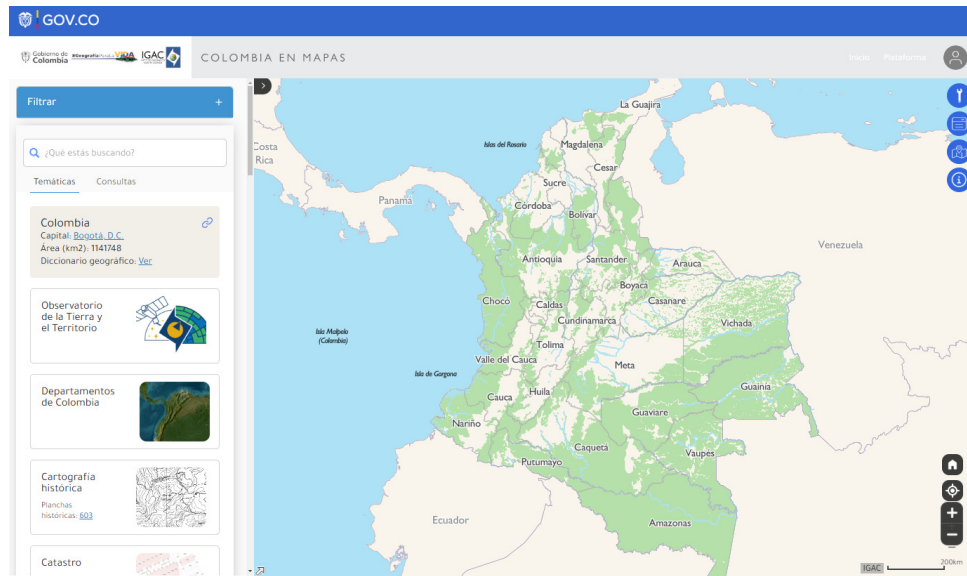 GOV.CO
Gobierno de
Colombia
VIDA
IGAC
COLOMBIA EN MAPAS
Inicio
Plataforma
Filtrar
+
¿Qué estás buscando?
Temáticas
Consultas
Colombia
Capital: Bogotá, D.C.
Área (km2): 1141748
Diccionario geográfico: Ver
Observatorio
de la Tierra y
el Territorio
Departamentos
de Colombia
Cartografía
histórica
Planchas
históricas: 603
Catastro
La Guajira
Costa
Rica
Islas del Rosario
Magdalena
Cesar
Panamá
Sucre
Córdoba
Bolívar
Venezuela
Antioquia
Santander
Arauca
Boyacá
Chocó
Caldas
Casanare
Cundinamarca
Vichada
Isla Malpelo
(Colombia)
Tolima
Valle del Cauca
Meta
Isla de Gorgona
Guainía
Cauca
Huila
Guaviare
Nariño
Caquetá
Vaupés
Putumayo
Ecuador
Amazonas
IGAC
200km